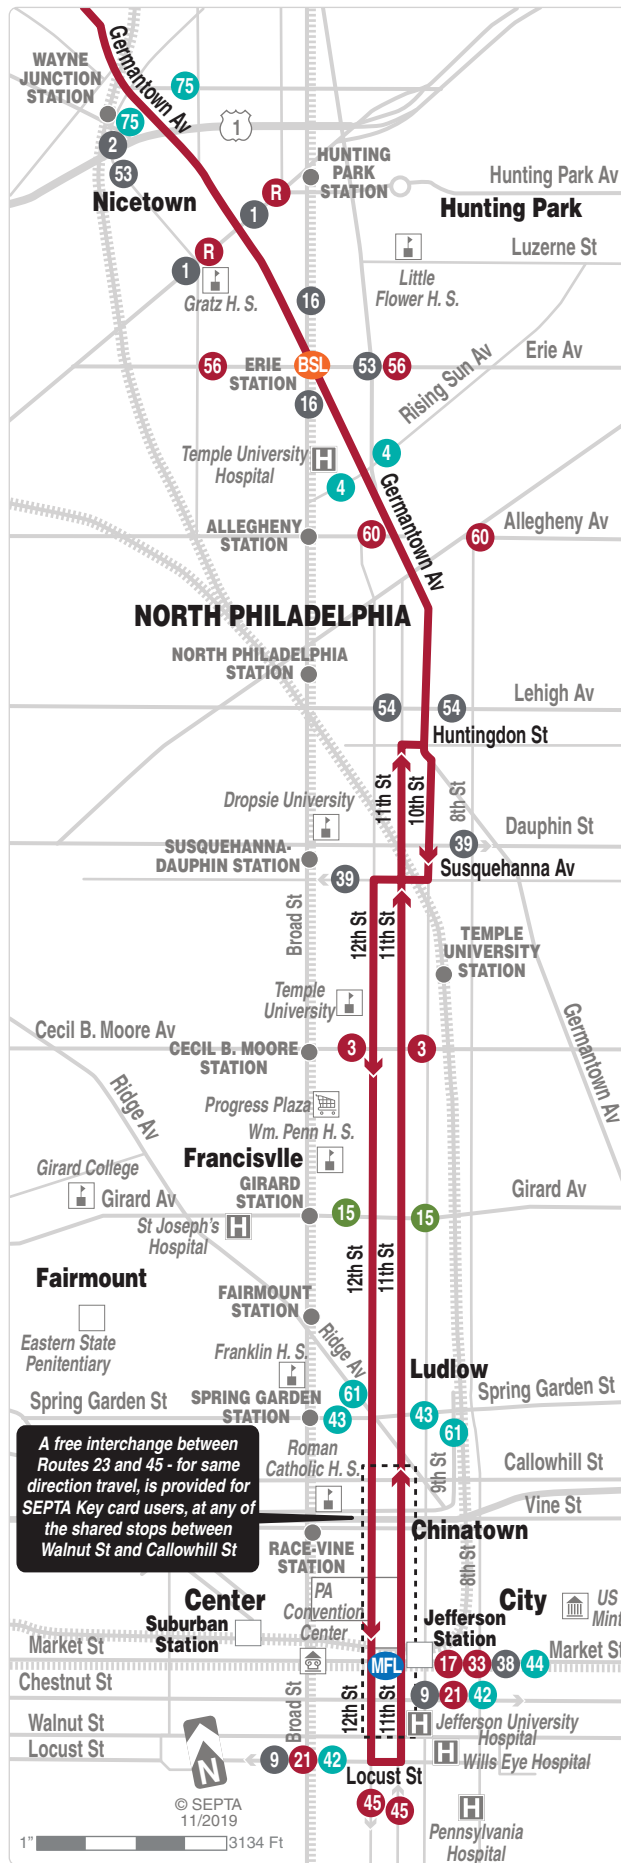 WAYNE
JUNCTION
STATION
Germantown Av
75
75
2
53
1
Nicetown
HUNTING
PARK
STATION
Hunting Park Av
Hunting Park
R
1
R
1
Gratz H. S.
Luzerne St
Little
Flower H. S.
16
56
ERIE
STATION
BSL
53
56
Erie Av
16
Rising Sun Av
Temple University
Hospital
H
4
4
Germantown Av
ALLEGHENY
STATION
60
60
Allegheny Av
NORTH PHILADELPHIA
NORTH PHILADELPHIA
STATION
Lehigh Av
54
54
Huntingdon St
11th St
10th St
8th St
Dropsie University
Dauphin St
SUSQUEHANNA-
DAUPHIN STATION
39
Susquehanna Av
39
Broad St
12th St
11th St
TEMPLE
UNIVERSITY
STATION
Temple
University
Germantown Av
Cecil B. Moore Av
CECIL B. MOORE
STATION
3
3
Ridge Av
Progress Plaza
Wm. Penn H. S.
Francisvlle
Girard College
GIRARD
STATION
Girard Av
Girard Av
15
15
St Joseph's
Hospital
H
12th St
11th St
Fairmount
FAIRMOUNT
STATION
Eastern State
Penitentiary
Ridge Av
Franklin H. S.
Ludlow
Spring Garden St
SPRING GARDEN
STATION
61
43
43
61
Spring Garden St
A free interchange between
Routes 23 and 45 - for same
direction travel, is provided for
SEPTA Key card users, at any of
the shared stops between
Walnut St and Callowhill St
Roman
Catholic H. S.
9th St
Callowhill St
Vine St
Chinatown
RACE-VINE
STATION
8th St
PA
Convention
Center
Center
City
Suburban
Station
Jefferson
Station
US
Mint
Market St
MFL
17
33
38
44
Market St
Chestnut St
12th St
11th St
9
21
42
Broad St
Walnut St
H
Jefferson University
Hospital
Locust St
N
9
21
42
Locust St
H
Wills Eye Hospital
45
45
H
Pennsylvania
Hospital
© SEPTA
11/2019
1"
3134 Ft